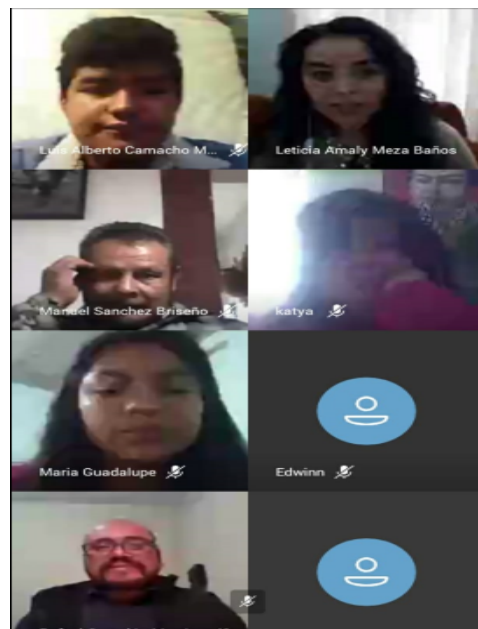 Luis Alberto Camacho M...
Leticia Amaly Meza Baños
Manuel Sanchez Briseño
katya
Maria Guadalupe
Edwinn